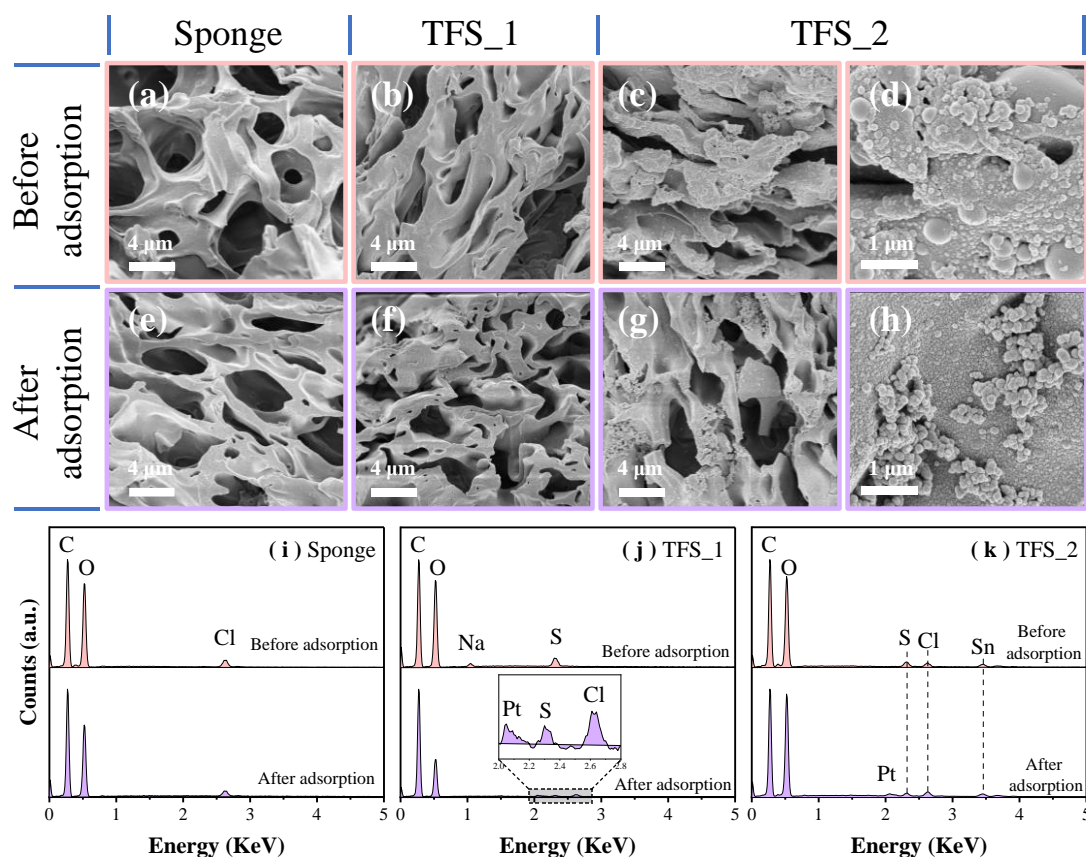 Sponge TFS_1 TFS_2
Before
adsorption
(a) (b) (c) (d)
4 μm 4 μm 4 μm 1 μm
After
adsorption
(e) (f) (g) (h)
4 μm 4 μm 4 μm 1 μm
Counts (a.u.)
( i ) Sponge
C
O
Cl
Before adsorption
After adsorption
0 1 2 3 4 5
Energy (KeV)
( j ) TFS_1
C
O
Na
S
Before adsorption
Pt S Cl
2.0 2.2 2.4 2.6 2.8
After adsorption
0 1 2 3 4 5
Energy (KeV)
( k ) TFS_2
C
O
S Cl Sn
Before
adsorption
Pt
After
adsorption
0 1 2 3 4 5
Energy (KeV)